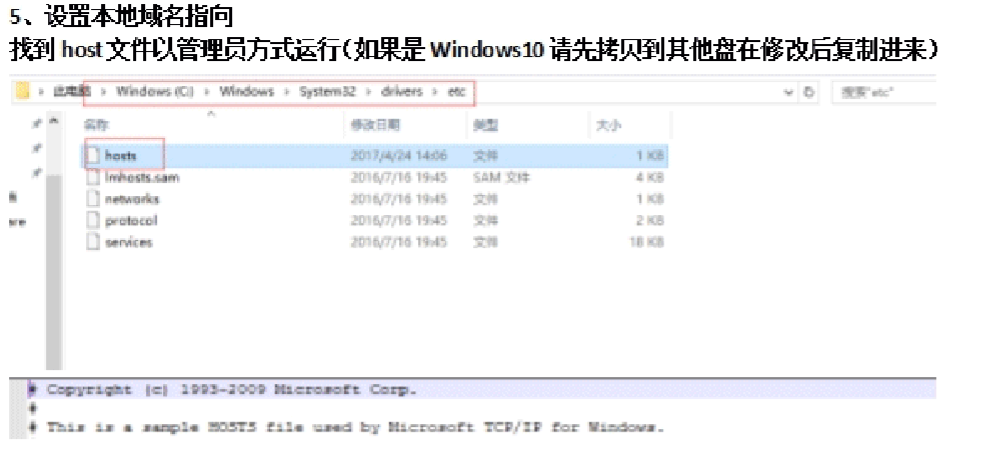 5、设置本地域名指向
找到 host 文件以管理员方式运行（如果是 Windows10 请先拷贝到其他盘在修改后复制进来）
此电脑 › Windows (C:) › Windows › System32 › drivers › etc 搜索"etc"
名称 修改日期 类型 大小
hosts 2017/4/24 14:06 文件 1 KB
lmhosts.sam 2016/7/16 19:45 SAM 文件 4 KB
networks 2016/7/16 19:45 文件 1 KB
protocol 2016/7/16 19:45 文件 2 KB
services 2016/7/16 19:45 文件 18 KB
# Copyright (c) 1993-2009 Microsoft Corp.
#
# This is a sample HOSTS file used by Microsoft TCP/IP for Windows.